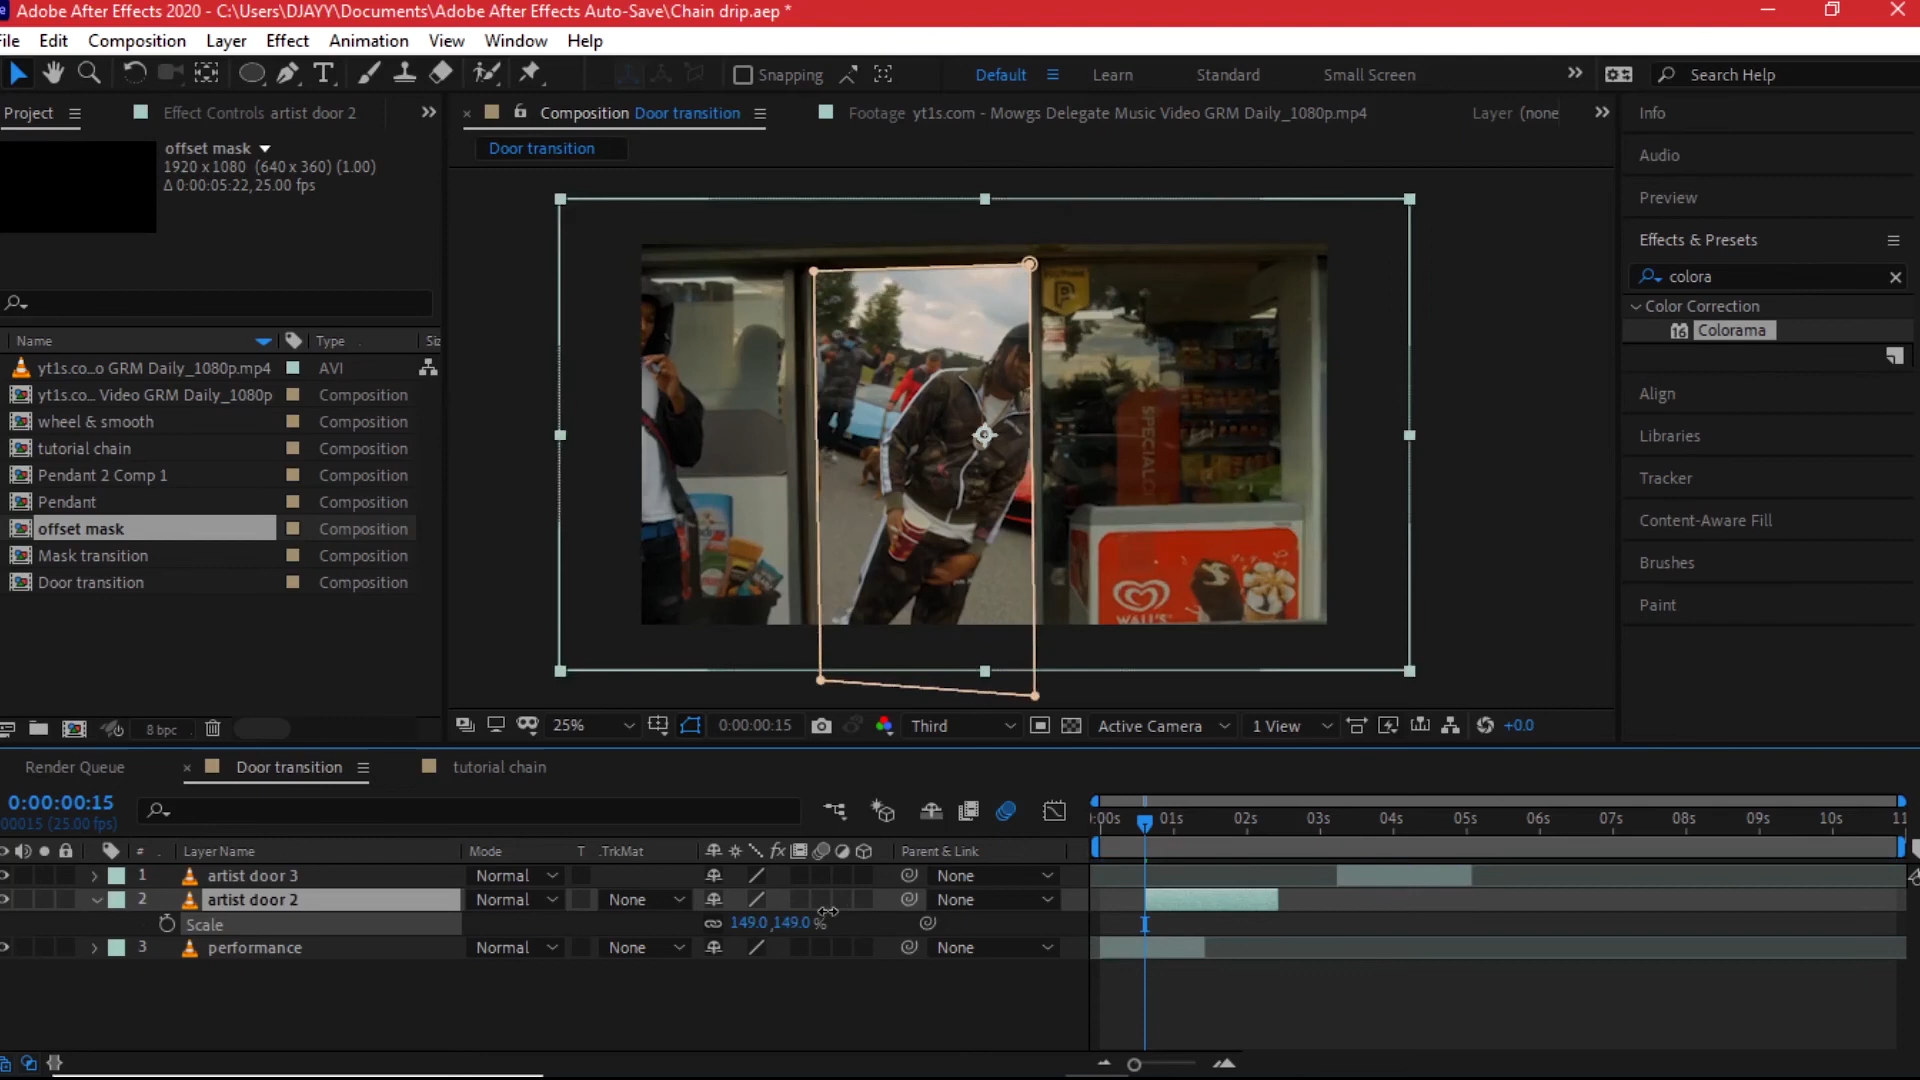 Adobe After Effects 2020 - C:\Users\DJAYY\Documents\Adobe After Effects Auto-Save\Chain drip.aep *
File Edit Composition Layer Effect Animation View Window Help
Snapping Default Learn Standard Small Screen Search Help
Project Effect Controls artist door 2
Composition Door transition
Footage yt1s.com - Mowgs Delegate Music Video GRM Daily_1080p.mp4
Layer (none
Info
offset mask
1920 x1080 (640 x 360) (1.00)
Δ 0:00:05:22, 25.00 fps
Door transition
Audio
Preview
Effects & Presets
colora
Color Correction
Colorama
Align
Libraries
Tracker
Content-Aware Fill
Brushes
Paint
Name Type Siz
yt1s.co...o GRM Daily_1080p.mp4 AVI
yt1s.co... Video GRM Daily_1080p Composition
wheel & smooth Composition
tutorial chain Composition
Pendant 2 Comp 1 Composition
Pendant Composition
offset mask Composition
Mask transition Composition
Door transition Composition
P
SPECIAL
WALL'S
8 bpc
25% 0:00:00:15 Third Active Camera 1 View +0.0
Render Queue Door transition tutorial chain
0:00:00:15
00015 (25.00 fps)
:00s 01s 02s 03s 04s 05s 06s 07s 08s 09s 10s 11
# Layer Name Mode T .TrkMat fx Parent & Link
1 artist door 3 Normal None
2 artist door 2 Normal None None
Scale 149.0,149.0 %
3 performance Normal None None